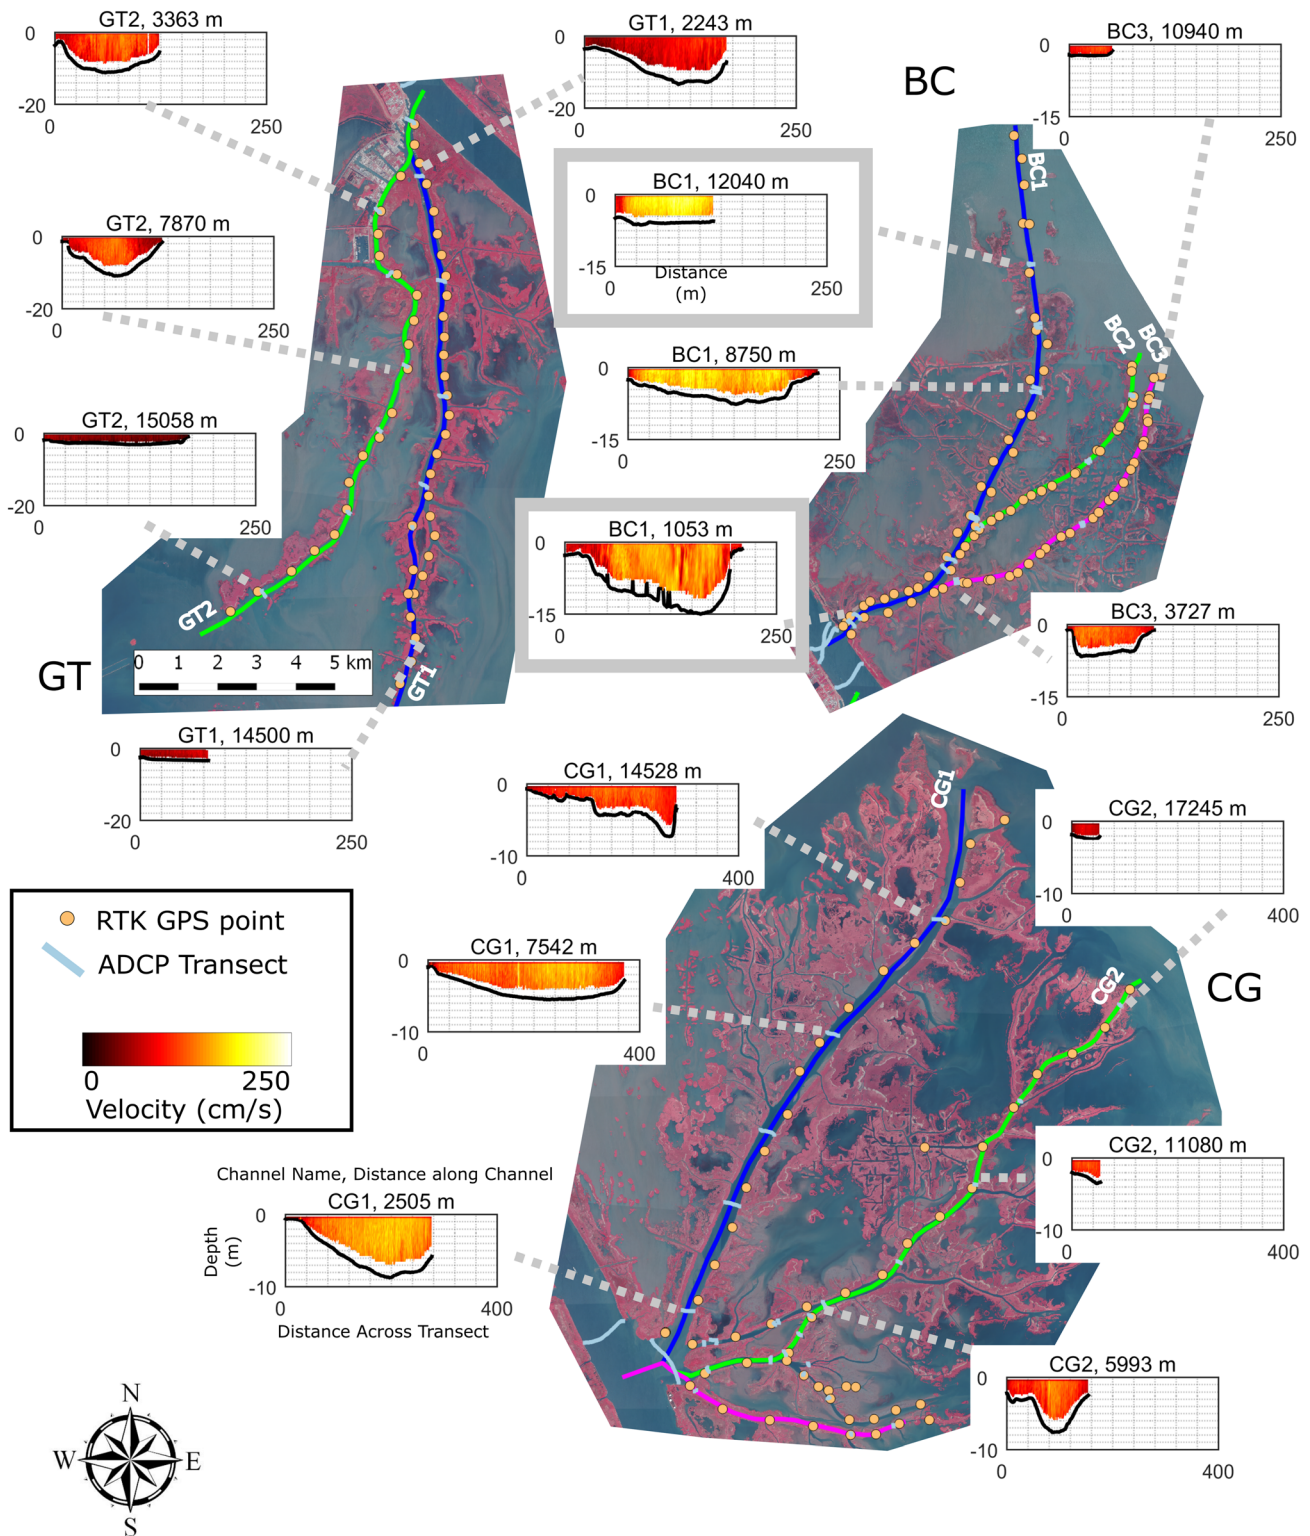 GT2, 3363 m
0
-20
0
250
GT1, 2243 m
0
-20
0
250
BC
BC3, 10940 m
0
-15
0
250
BC1, 12040 m
0
-15
Distance
(m)
0
250
BC1
GT2, 7870 m
0
-20
0
250
BC1, 8750 m
0
-15
0
250
BC2
BC3
GT2, 15058 m
0
-20
0
250
BC1, 1053 m
0
-15
0
250
GT2
BC3, 3727 m
0
-15
0
250
GT
0 1 2 3 4 5 km
GT1
GT1, 14500 m
0
-20
0
250
CG1, 14528 m
0
-10
0
400
CG1
CG2, 17245 m
0
-10
0
400
RTK GPS point
ADCP Transect
0 250
Velocity (cm/s)
CG1, 7542 m
0
-10
0
400
CG2
CG
CG2, 11080 m
0
-10
0
400
Channel Name, Distance along Channel
CG1, 2505 m
0
Depth
(m)
-10
0
400
Distance Across Transect
CG2, 5993 m
0
-10
0
400
N
W
E
S